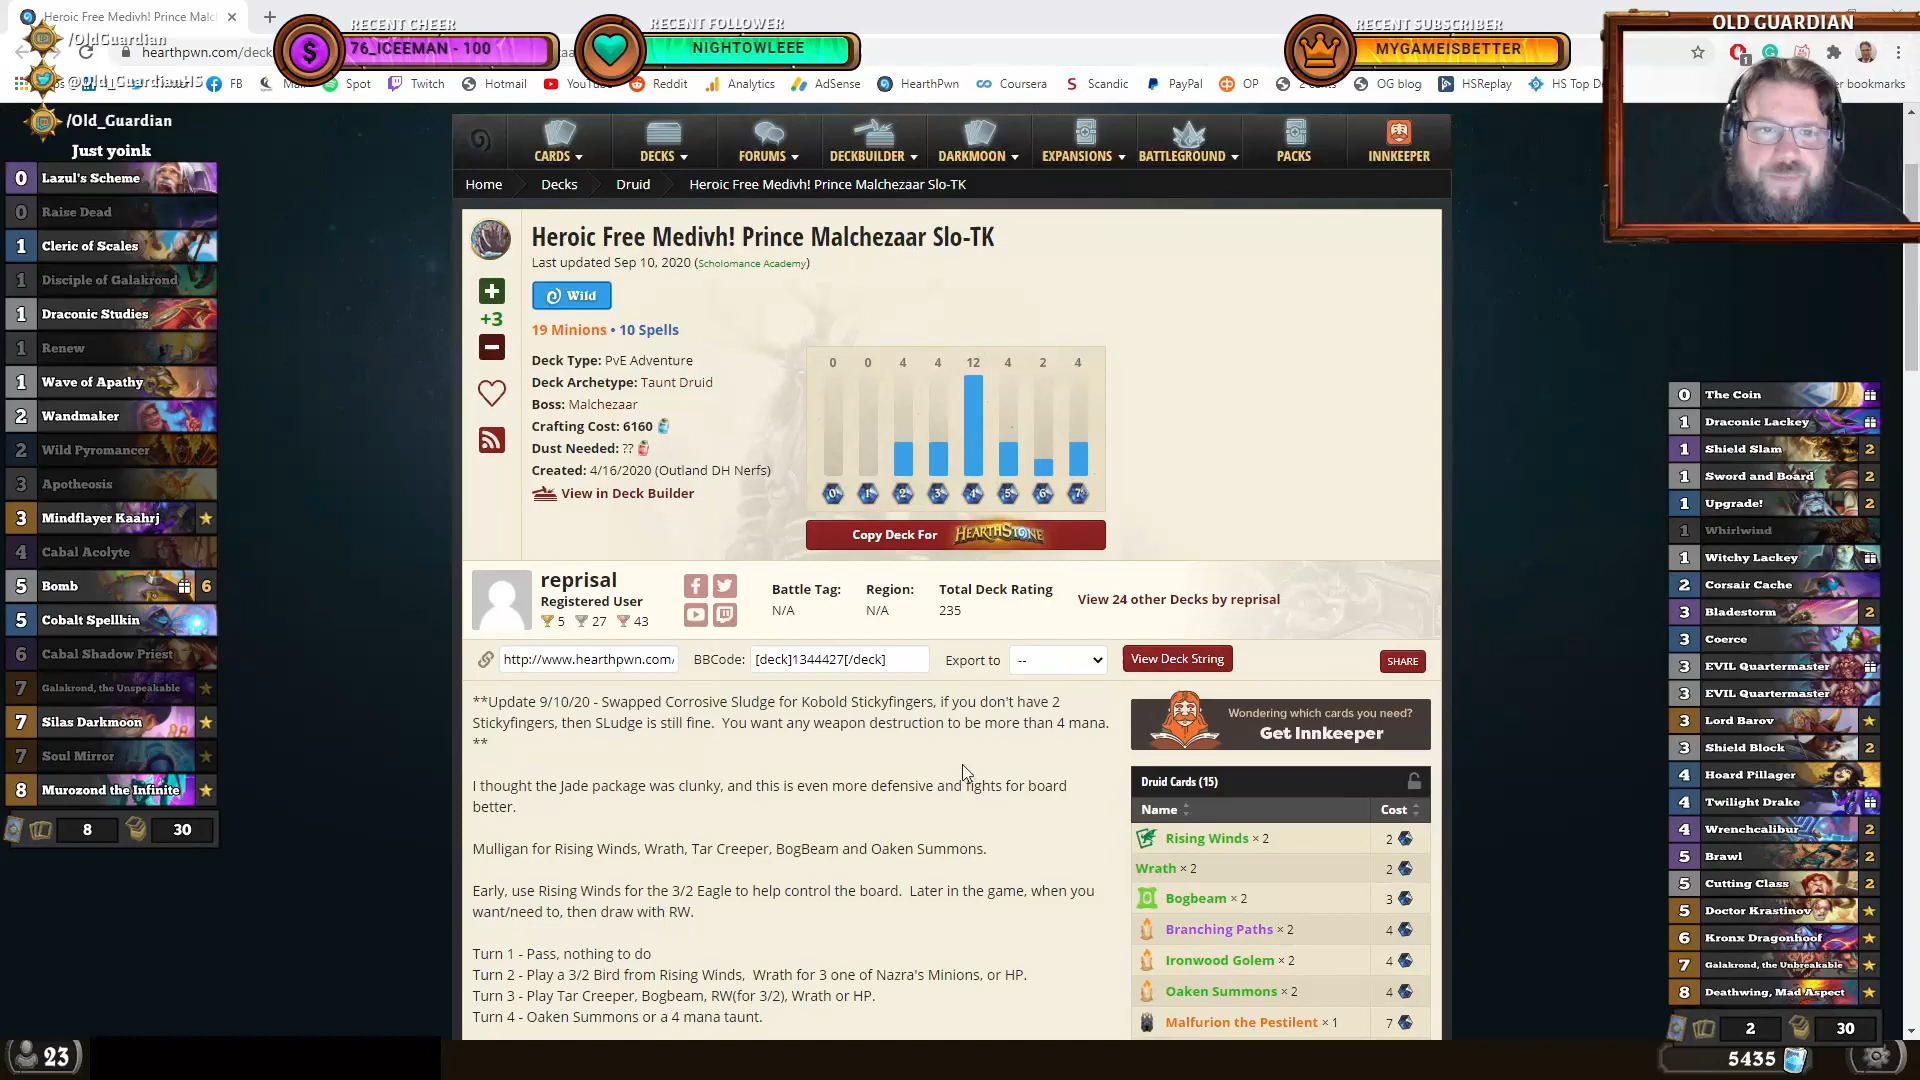 Heroic Free Medivh! Prince Malc
RECENT CHEER
76_ICEEMAN - 100
RECENT FOLLOWER
NIGHTOWLEEE
RECENT SUBSCRIBER
MYGAMEISBETTER
OLD GUARDIAN
/OldGuardian
@Old_GuardianHS
/Old_Guardian
Just yoink
hearthpwn.com/deck
FB
Spot
Twitch
Hotmail
Reddit
Analytics
AdSense
HearthPwn
Coursera
Scandic
PayPal
OP
OG blog
HSReplay
er bookmarks
0 Lazul's Scheme
0 Raise Dead
1 Cleric of Scales
1 Disciple of Galakrond
1 Draconic Studies
1 Renew
1 Wave of Apathy
2 Wandmaker
2 Wild Pyromancer
3 Apotheosis
3 Mindflayer Kaahrj
4 Cabal Acolyte
5 Bomb 6
5 Cobalt Spellkin
6 Cabal Shadow Priest
7 Galakrond, the Unspeakable
7 Silas Darkmoon
7 Soul Mirror
8 Murozond the Infinite
8 30
CARDS DECKS FORUMS DECKBUILDER DARKMOON EXPANSIONS BATTLEGROUND PACKS INNKEEPER
Home Decks Druid Heroic Free Medivh! Prince Malchezaar Slo-TK
Heroic Free Medivh! Prince Malchezaar Slo-TK
Last updated Sep 10, 2020 (Scholomance Academy)
Wild
+3
19 Minions • 10 Spells
Deck Type: PvE Adventure
Deck Archetype: Taunt Druid
Boss: Malchezaar
Crafting Cost: 6160
Dust Needed: ??
Created: 4/16/2020 (Outland DH Nerfs)
View in Deck Builder
0 0 4 4 12 4 2 4
0 1 2 3 4 5 6 7
Copy Deck For HEARTHSTONE
reprisal
Registered User
5 27 43
Battle Tag: Region: Total Deck Rating
N/A N/A 235
View 24 other Decks by reprisal
http://www.hearthpwn.com/
BBCode: [deck]1344427[/deck]
Export to --
View Deck String
SHARE
**Update 9/10/20 - Swapped Corrosive Sludge for Kobold Stickyfingers, if you don't have 2
Stickyfingers, then SLudge is still fine. You want any weapon destruction to be more than 4 mana.
**
I thought the Jade package was clunky, and this is even more defensive and fights for board
better.
Mulligan for Rising Winds, Wrath, Tar Creeper, BogBeam and Oaken Summons.
Early, use Rising Winds for the 3/2 Eagle to help control the board. Later in the game, when you
want/need to, then draw with RW.
Turn 1 - Pass, nothing to do
Turn 2 - Play a 3/2 Bird from Rising Winds, Wrath for 3 one of Nazra's Minions, or HP.
Turn 3 - Play Tar Creeper, Bogbeam, RW(for 3/2), Wrath or HP.
Turn 4 - Oaken Summons or a 4 mana taunt.
Wondering which cards you need?
Get Innkeeper
Druid Cards (15)
Name Cost
Rising Winds × 2 2
Wrath × 2 2
Bogbeam × 2 3
Branching Paths × 2 4
Ironwood Golem × 2 4
Oaken Summons × 2 4
Malfurion the Pestilent × 1 7
0 The Coin
1 Draconic Lackey
1 Shield Slam 2
1 Sword and Board 2
1 Upgrade! 2
1 Whirlwind
1 Witchy Lackey
2 Corsair Cache
3 Bladestorm 2
3 Coerce
3 EVIL Quartermaster
3 EVIL Quartermaster
3 Lord Barov
3 Shield Block 2
4 Hoard Pillager
4 Twilight Drake
4 Wrenchcalibur 2
5 Brawl 2
5 Cutting Class 2
5 Doctor Krastinov
6 Kronx Dragonhoof
7 Galakrond, the Unbreakable
8 Deathwing, Mad Aspect
2 30
23
5435